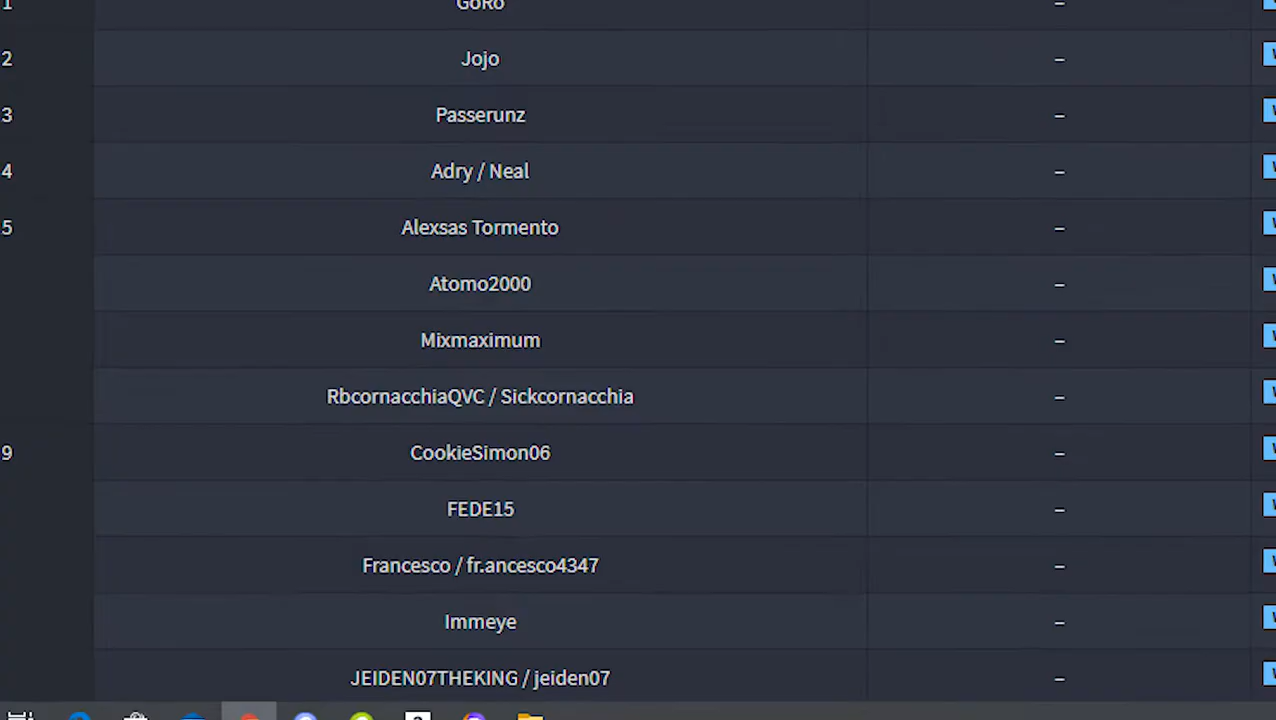 1 GoRo –
2 Jojo –
3 Passerunz –
4 Adry / Neal –
5 Alexsas Tormento –
Atomo2000 –
Mixmaximum –
RbcornacchiaQVC / Sickcornacchia –
9 CookieSimon06 –
FEDE15 –
Francesco / fr.ancesco4347 –
Immeye –
JEIDEN07THEKING / jeiden07 –